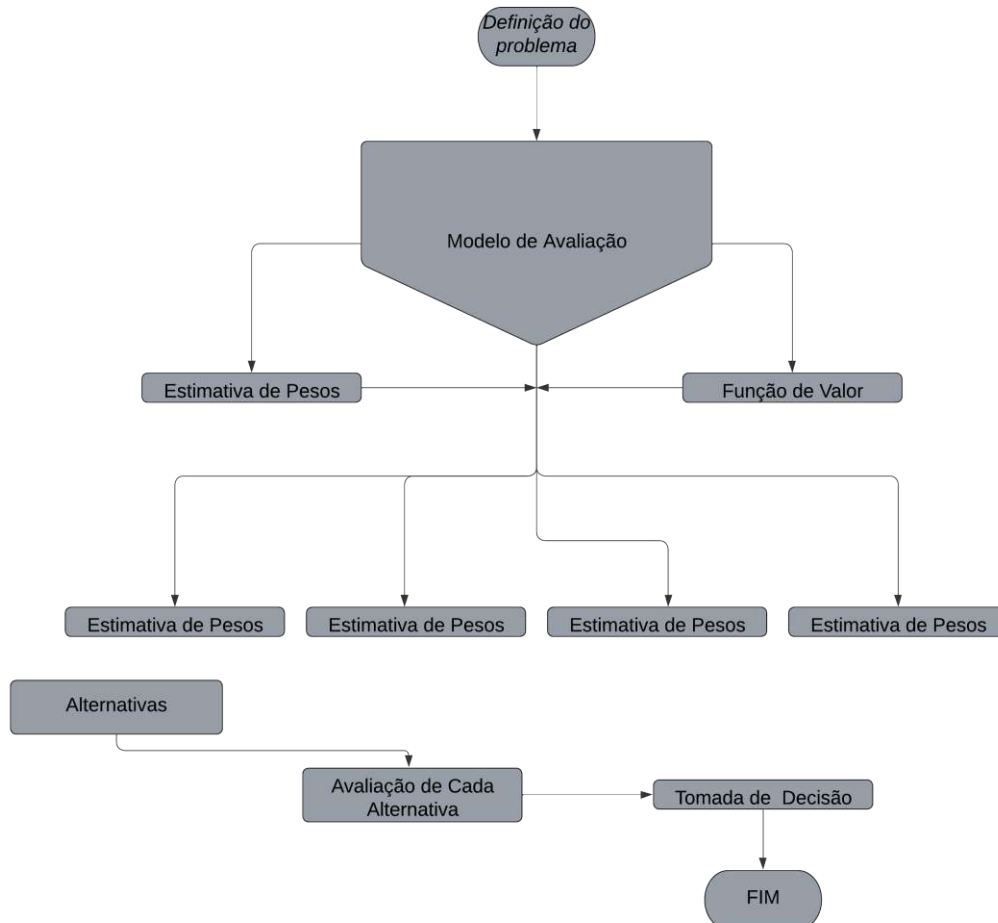 Definição do
problema
Modelo de Avaliação
Estimativa de Pesos
Função de Valor
Estimativa de Pesos
Estimativa de Pesos
Estimativa de Pesos
Estimativa de Pesos
Alternativas
Avaliação de Cada
Alternativa
Tomada de Decisão
FIM